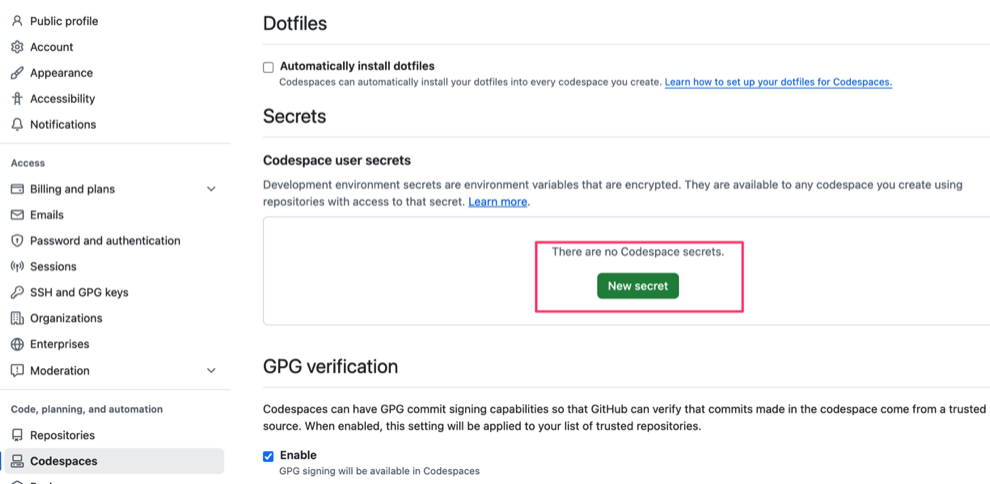 Public profile
Account
Appearance
Accessibility
Notifications
Access
Billing and plans
Emails
Password and authentication
Sessions
SSH and GPG keys
Organizations
Enterprises
Moderation
Code, planning, and automation
Repositories
Codespaces
Dotfiles
Automatically install dotfiles
Codespaces can automatically install your dotfiles into every codespace you create. Learn how to set up your dotfiles for Codespaces.
Secrets
Codespace user secrets
Development environment secrets are environment variables that are encrypted. They are available to any codespace you create using
repositories with access to that secret. Learn more.
There are no Codespace secrets.
New secret
GPG verification
Codespaces can have GPG commit signing capabilities so that GitHub can verify that commits made in the codespace come from a trusted
source. When enabled, this setting will be applied to your list of trusted repositories.
Enable
GPG signing will be available in Codespaces